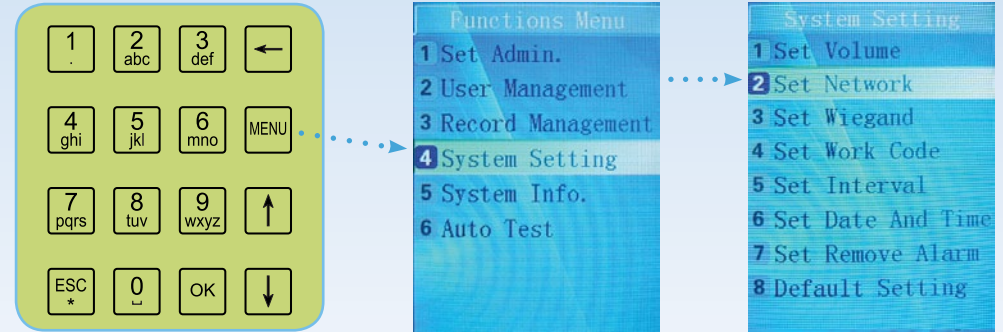 1
.
2
abc
3
def
←
4
ghi
5
jkl
6
mno
MENU
7
pqrs
8
tuv
9
wxyz
↑
ESC
*
0
⎵
OK
↓
Functions Menu
1 Set Admin.
2 User Management
3 Record Management
4 System Setting
5 System Info.
6 Auto Test
System Setting
1 Set Volume
2 Set Network
3 Set Wiegand
4 Set Work Code
5 Set Interval
6 Set Date And Time
7 Set Remove Alarm
8 Default Setting